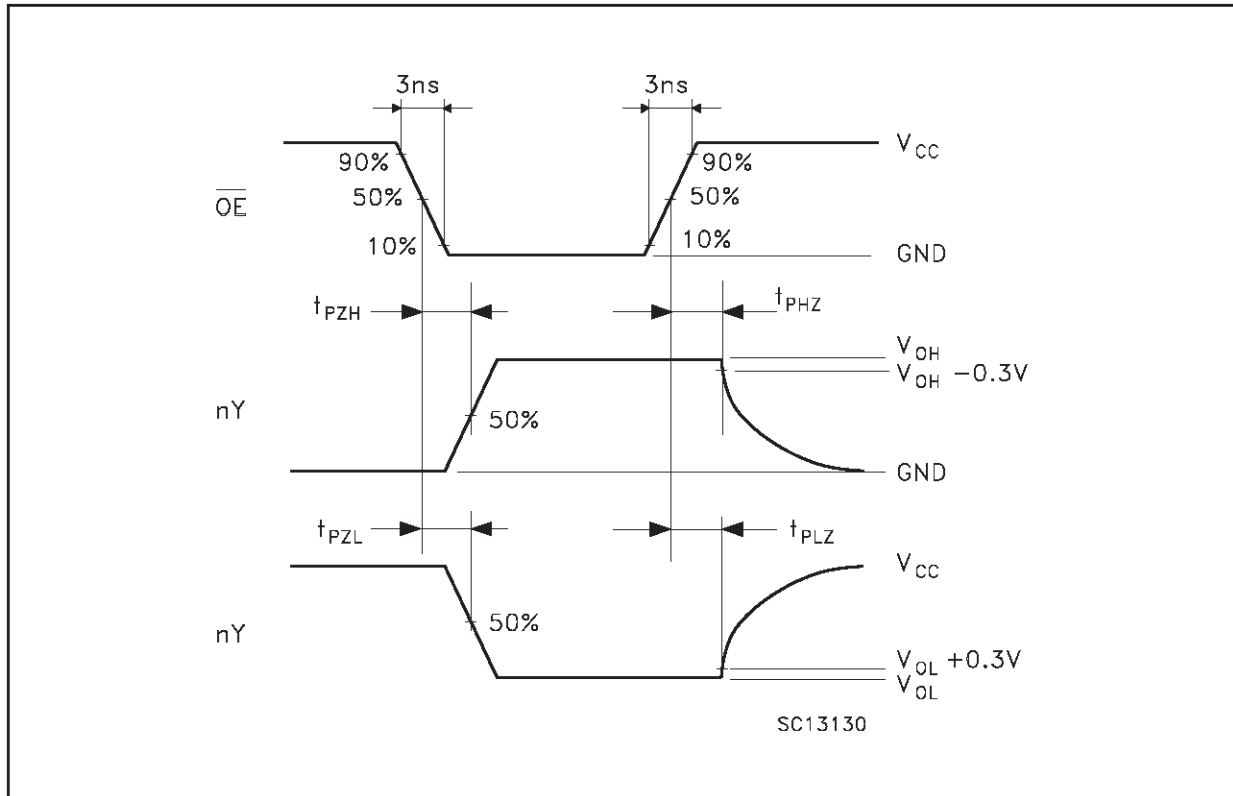 3ns 3ns
V_CC
90% 90%
50% 50%
O̅E̅
10% 10%
GND
t_PZH t_PHZ
V_OH
V_OH −0.3V
nY 50%
GND
t_PZL t_PLZ
V_CC
nY 50%
V_OL +0.3V
V_OL
SC13130